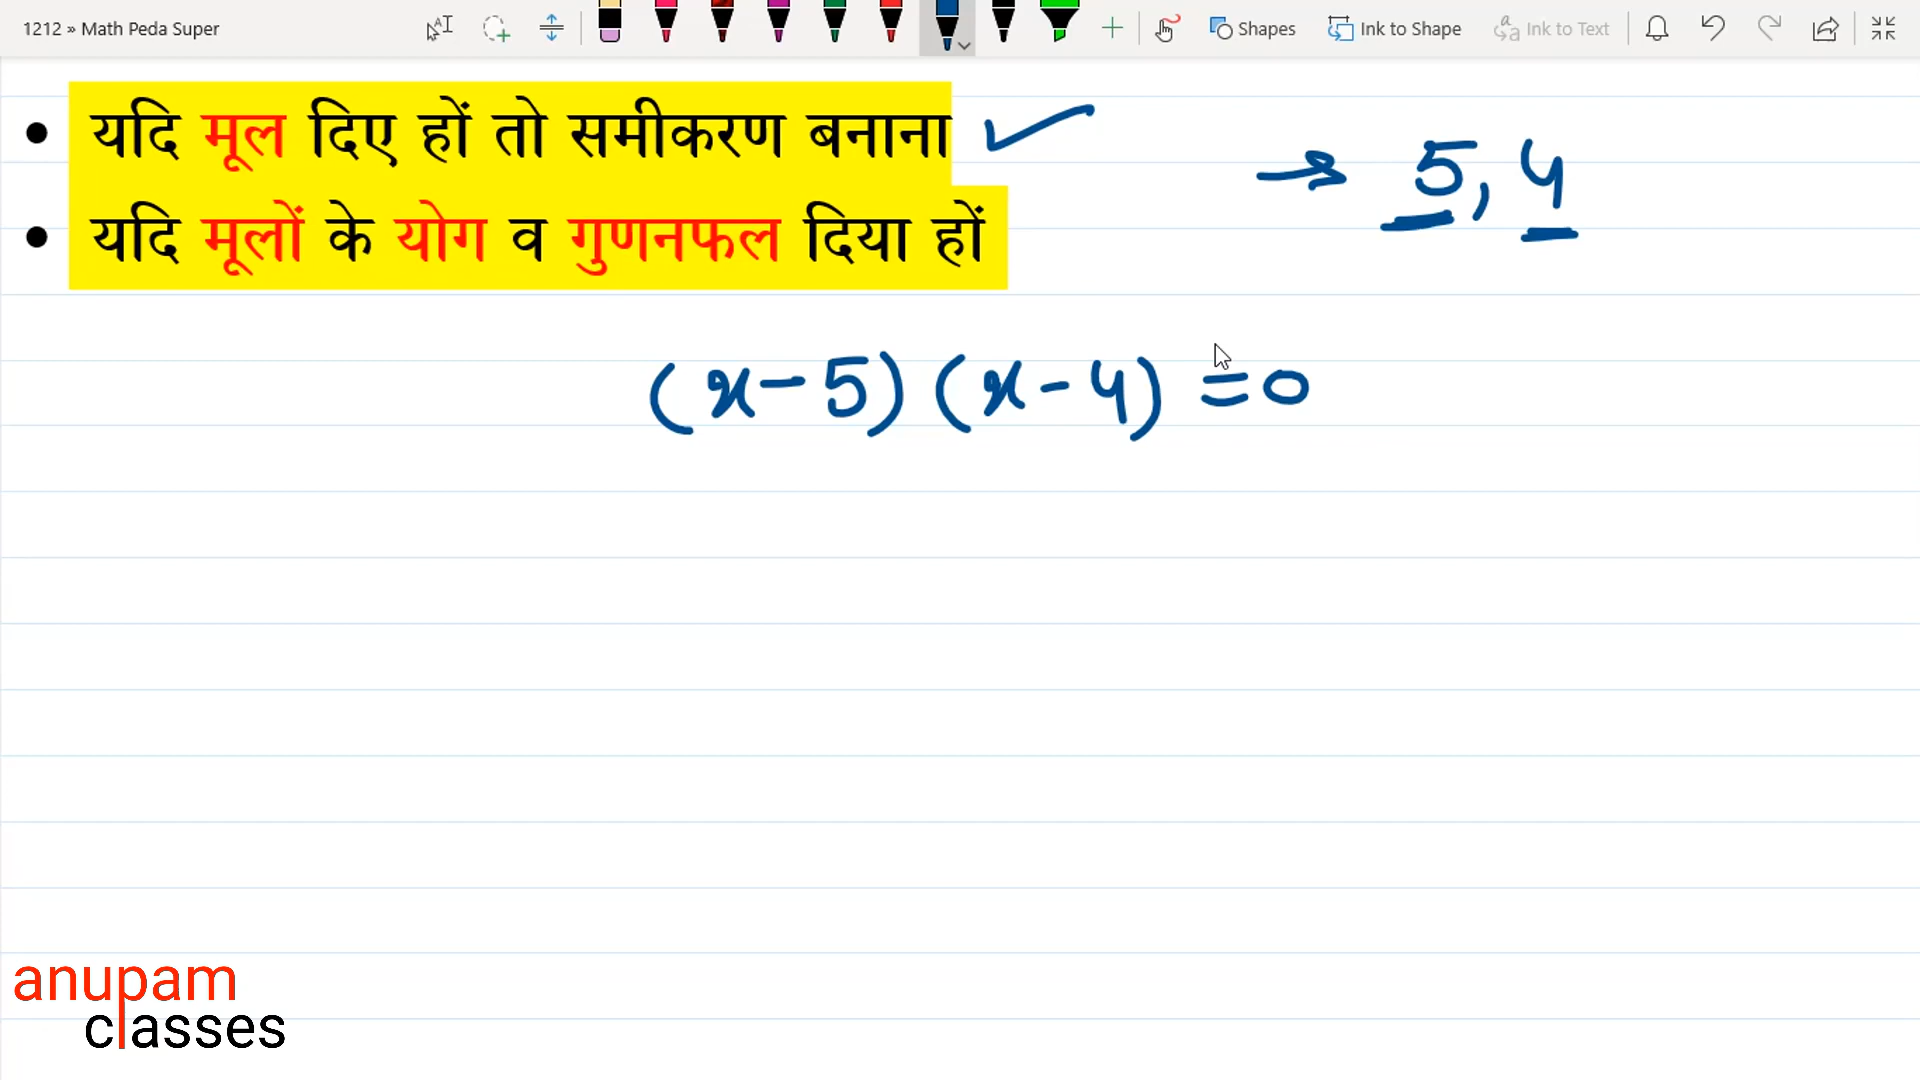 1212 » Math Peda Super
Shapes
Ink to Shape
Ink to Text
• यदि मूल दिए हों तो समीकरण बनाना ✓
→ 5, 4
• यदि मूलों के योग व गुणनफल दिया हों
(x-5) (x-4) =0
anupam
classes